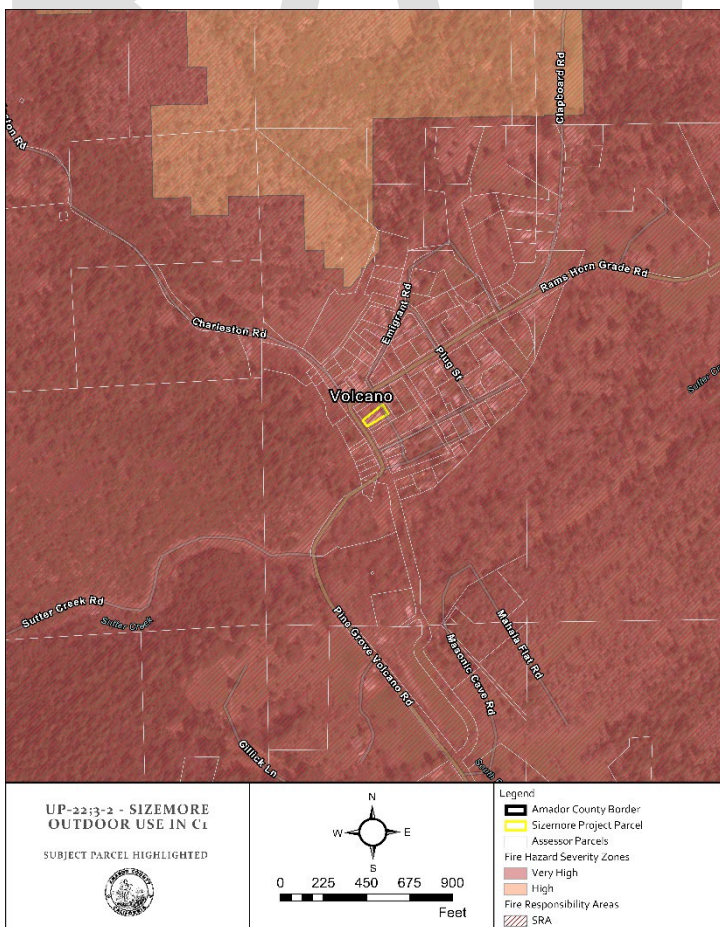 Clapboard Rd
Rams Horn Grade Rd
Emigrant Rd
Charleston Rd
Plug St
Volcano
Sutter Creek Rd
Sutter Creek
Pine Grove Volcano Rd
Mahala Flat Rd
Masonic Cave Rd
Gillick Ln
UP-22;3-2 - SIZEMORE
OUTDOOR USE IN C1
SUBJECT PARCEL HIGHLIGHTED
AMADOR COUNTY
CALIFORNIA
N
W E
S
0 225 450 675 900
Feet
Legend
Amador County Border
Sizemore Project Parcel
Assessor Parcels
Fire Hazard Severity Zones
Very High
High
Fire Responsibility Areas
SRA